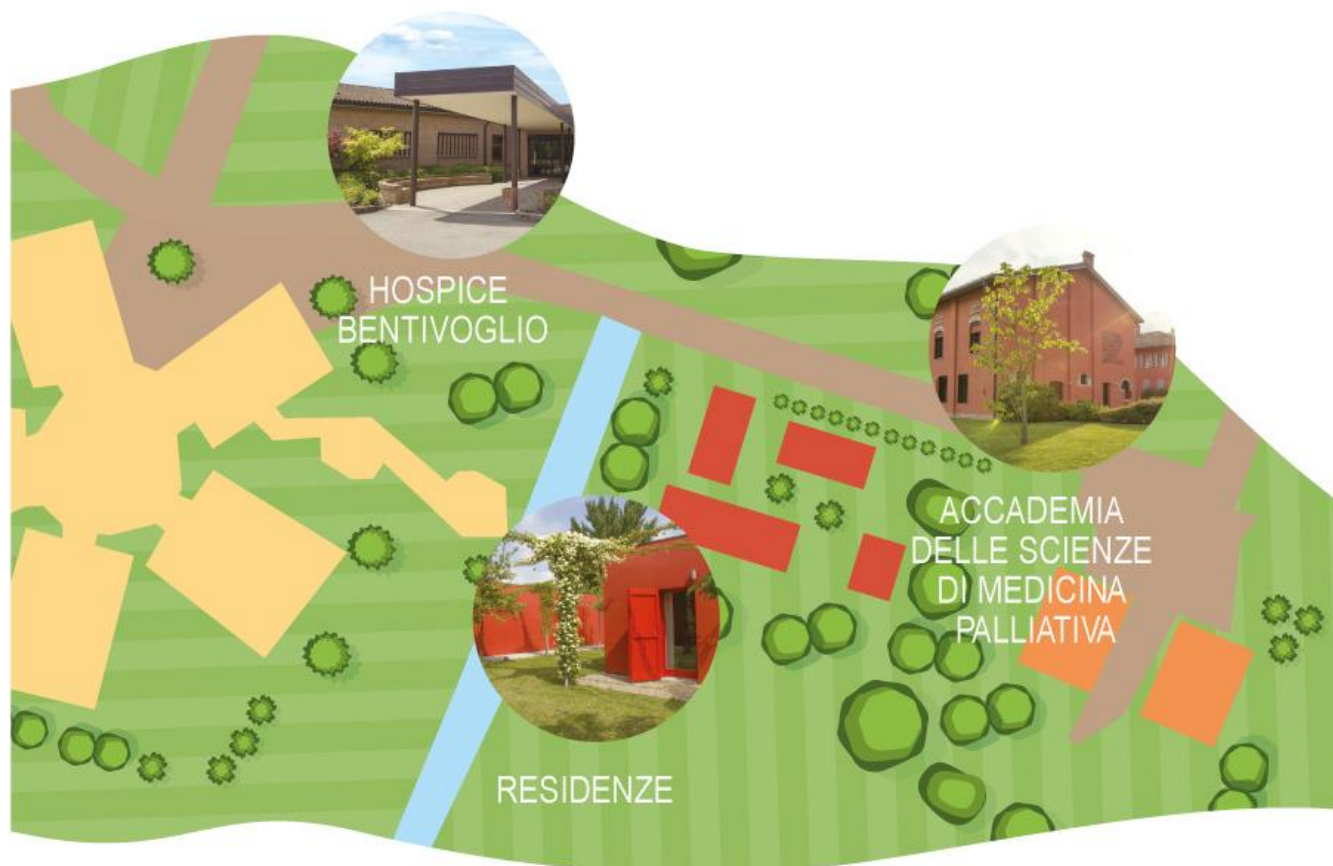 HOSPICE
BENTIVOGLIO
ACCADEMIA
DELLE SCIENZE
DI MEDICINA
PALLIATIVA
RESIDENZE